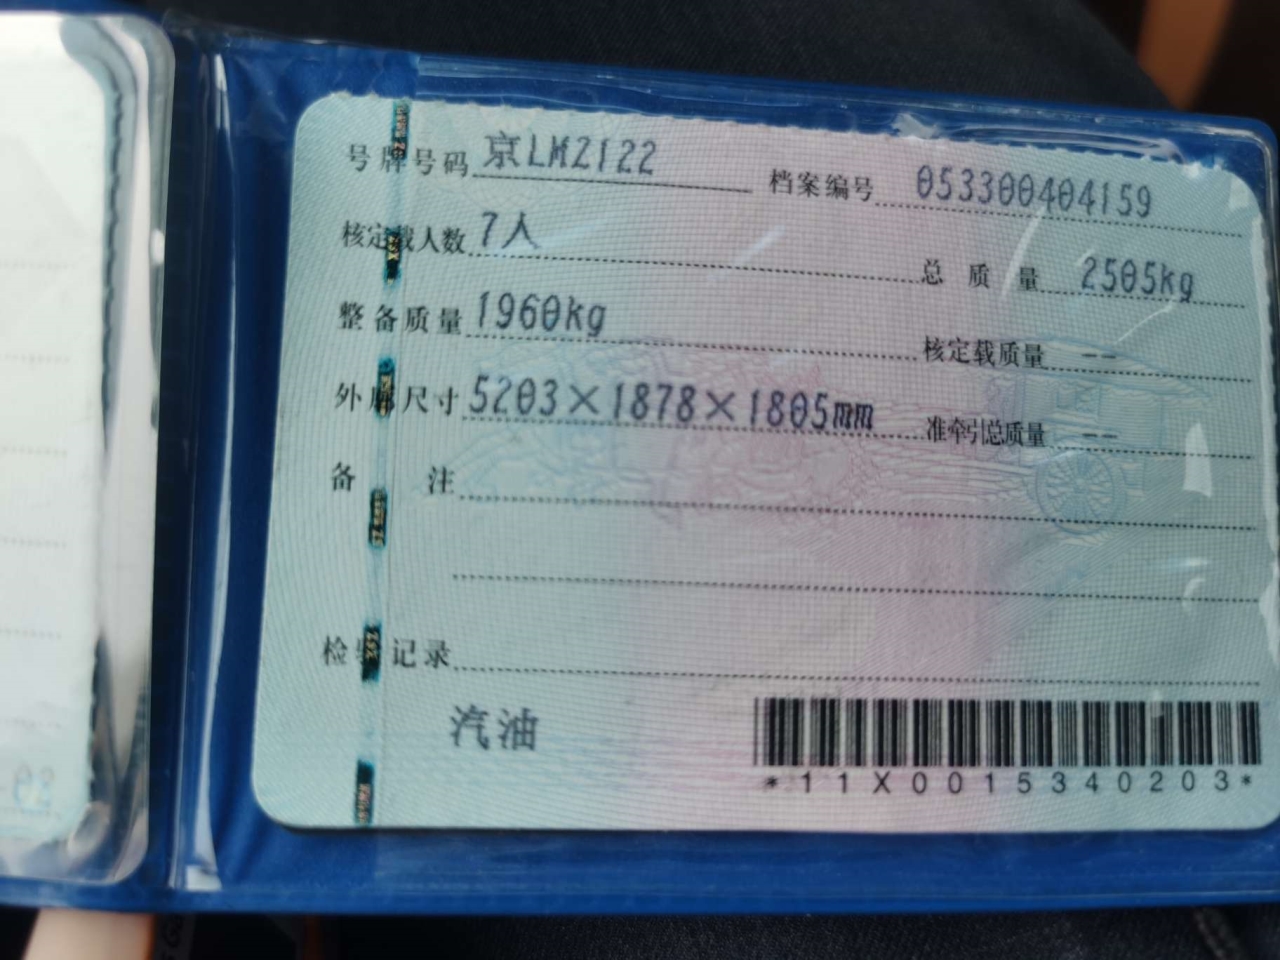 号牌号码 京LM2122 档案编号 053300404159
核定载人数 7人 总质量 2505kg
整备质量 1960kg 核定载质量 --
外廓尺寸 5203×1878×1805mm 准牵引总质量 --
备注
检验记录
汽油
*11X0015340203*